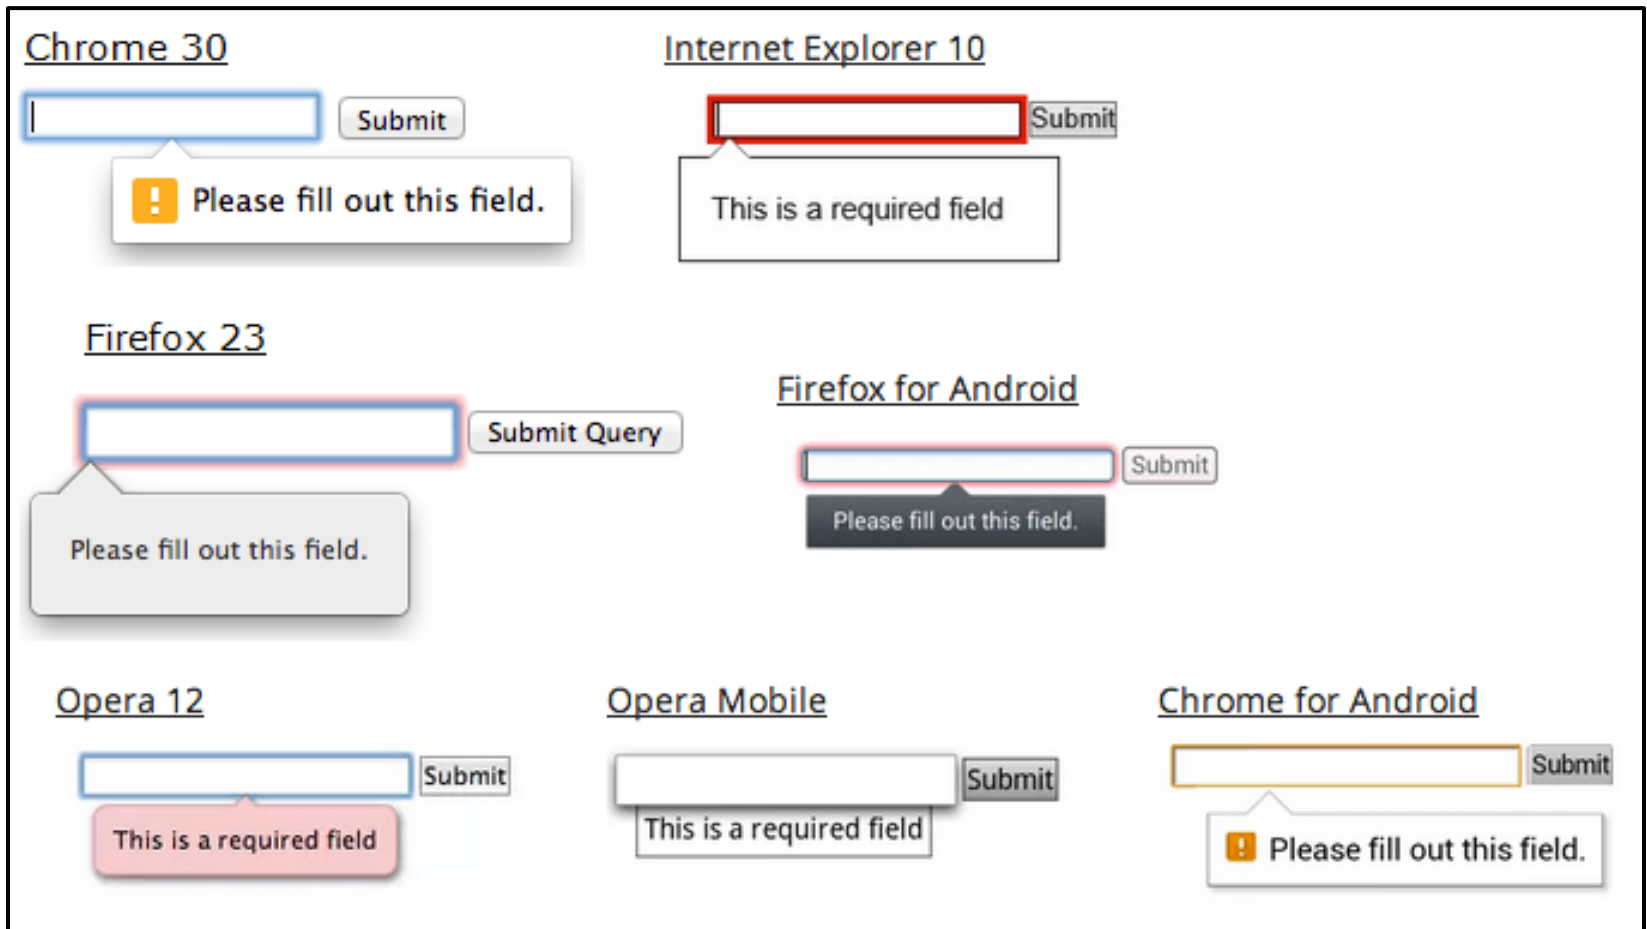 Chrome 30
Internet Explorer 10
Submit
Submit
Please fill out this field.
This is a required field
Firefox 23
Firefox for Android
Submit Query
Submit
Please fill out this field.
Please fill out this field.
Opera 12
Opera Mobile
Chrome for Android
Submit
Submit
Submit
This is a required field
This is a required field
Please fill out this field.